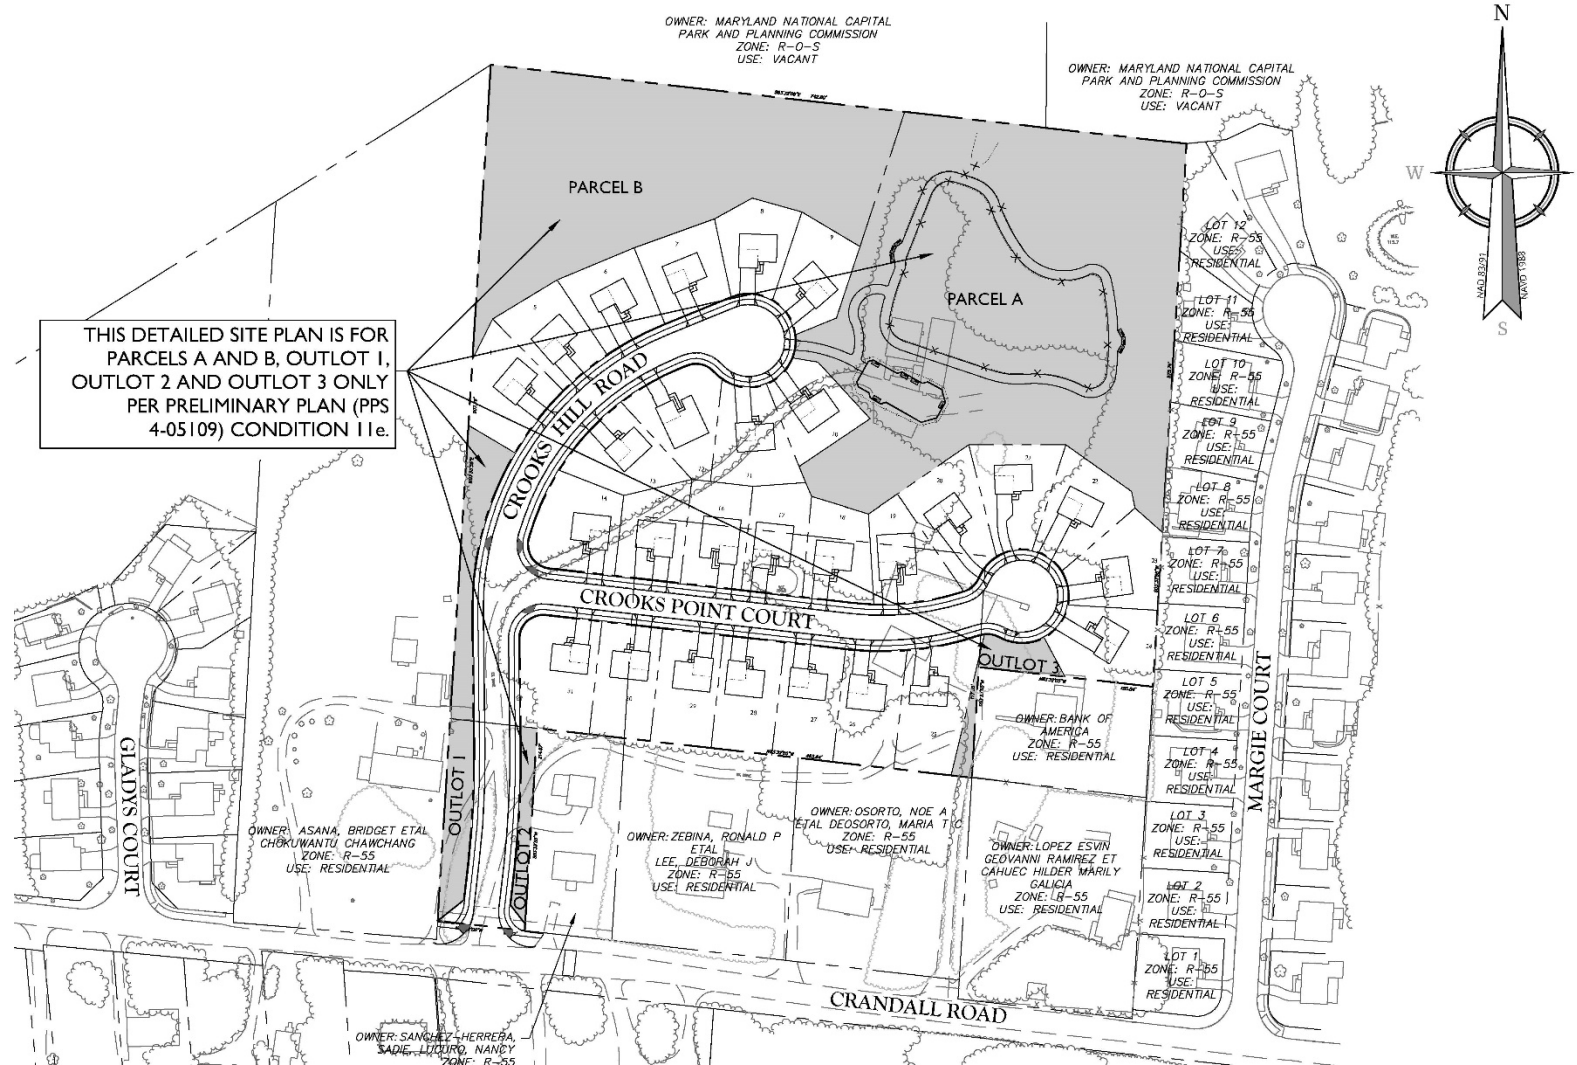 OWNER: MARYLAND NATIONAL CAPITAL
PARK AND PLANNING COMMISSION
ZONE: R-O-S
USE: VACANT
OWNER: MARYLAND NATIONAL CAPITAL
PARK AND PLANNING COMMISSION
ZONE: R-O-S
USE: VACANT
N
W
S
NAD 83/91
NAVD 1988
PARCEL B
PARCEL A
THIS DETAILED SITE PLAN IS FOR
PARCELS A AND B, OUTLOT 1,
OUTLOT 2 AND OUTLOT 3 ONLY
PER PRELIMINARY PLAN (PPS
4-05109) CONDITION 11e.
CROOKS HILL ROAD
CROOKS POINT COURT
OUTLOT 3
OUTLOT 1
OUTLOT 2
GLADYS COURT
MARGIE COURT
CRANDALL ROAD
LOT 12
ZONE: R-55
USE:
RESIDENTIAL
LOT 11
ZONE: R-55
USE:
RESIDENTIAL
LOT 10
ZONE: R-55
USE:
RESIDENTIAL
LOT 9
ZONE: R-55
USE:
RESIDENTIAL
LOT 8
ZONE: R-55
USE:
RESIDENTIAL
LOT 7
ZONE: R-55
USE:
RESIDENTIAL
LOT 6
ZONE: R-55
USE:
RESIDENTIAL
LOT 5
ZONE: R-55
USE:
RESIDENTIAL
LOT 4
ZONE: R-55
USE:
RESIDENTIAL
LOT 3
ZONE: R-55
USE:
RESIDENTIAL
LOT 2
ZONE: R-55
USE:
RESIDENTIAL
LOT 1
ZONE: R-55
USE:
RESIDENTIAL
OWNER: BANK OF
AMERICA
ZONE: R-55
USE: RESIDENTIAL
OWNER: ASANA, BRIDGET ETAL
CHOKUWANTU CHAWCHANG
ZONE: R-55
USE: RESIDENTIAL
OWNER: ZEBINA, RONALD P
ETAL
LEE, DEBORAH J
ZONE: R-55
USE: RESIDENTIAL
OWNER: OSORTO, NOE A
ETAL DEOSORTO, MARIA T C
ZONE: R-55
USE: RESIDENTIAL
OWNER: LOPEZ ESVIN
GEOVANNI RAMIREZ ET
CAHUEC HILDER MARILY
GALICIA
ZONE: R-55
USE: RESIDENTIAL
OWNER: SANCHEZ-HERRERA,
SADIE, LUCURO, NANCY
ZONE: R-55